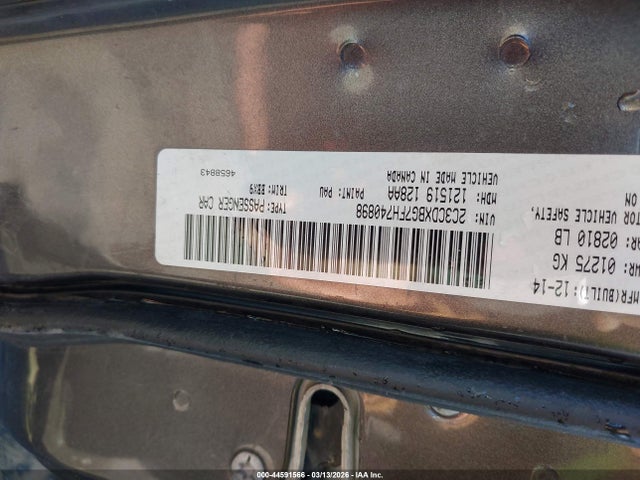 MFR(BUILT): 12-14
01275 KG
02810 LB
TOR VEHICLE SAFETY,
ON
VIN: TYPE: PASSENGER CAR
2C3CDXBG7FH740898
MDH: 121519 128AA PAINT: PAU TRIM: BBX9
VEHICLE MADE IN CANADA 4658843
000-44591566 — 03/13/2026 — IAA Inc.